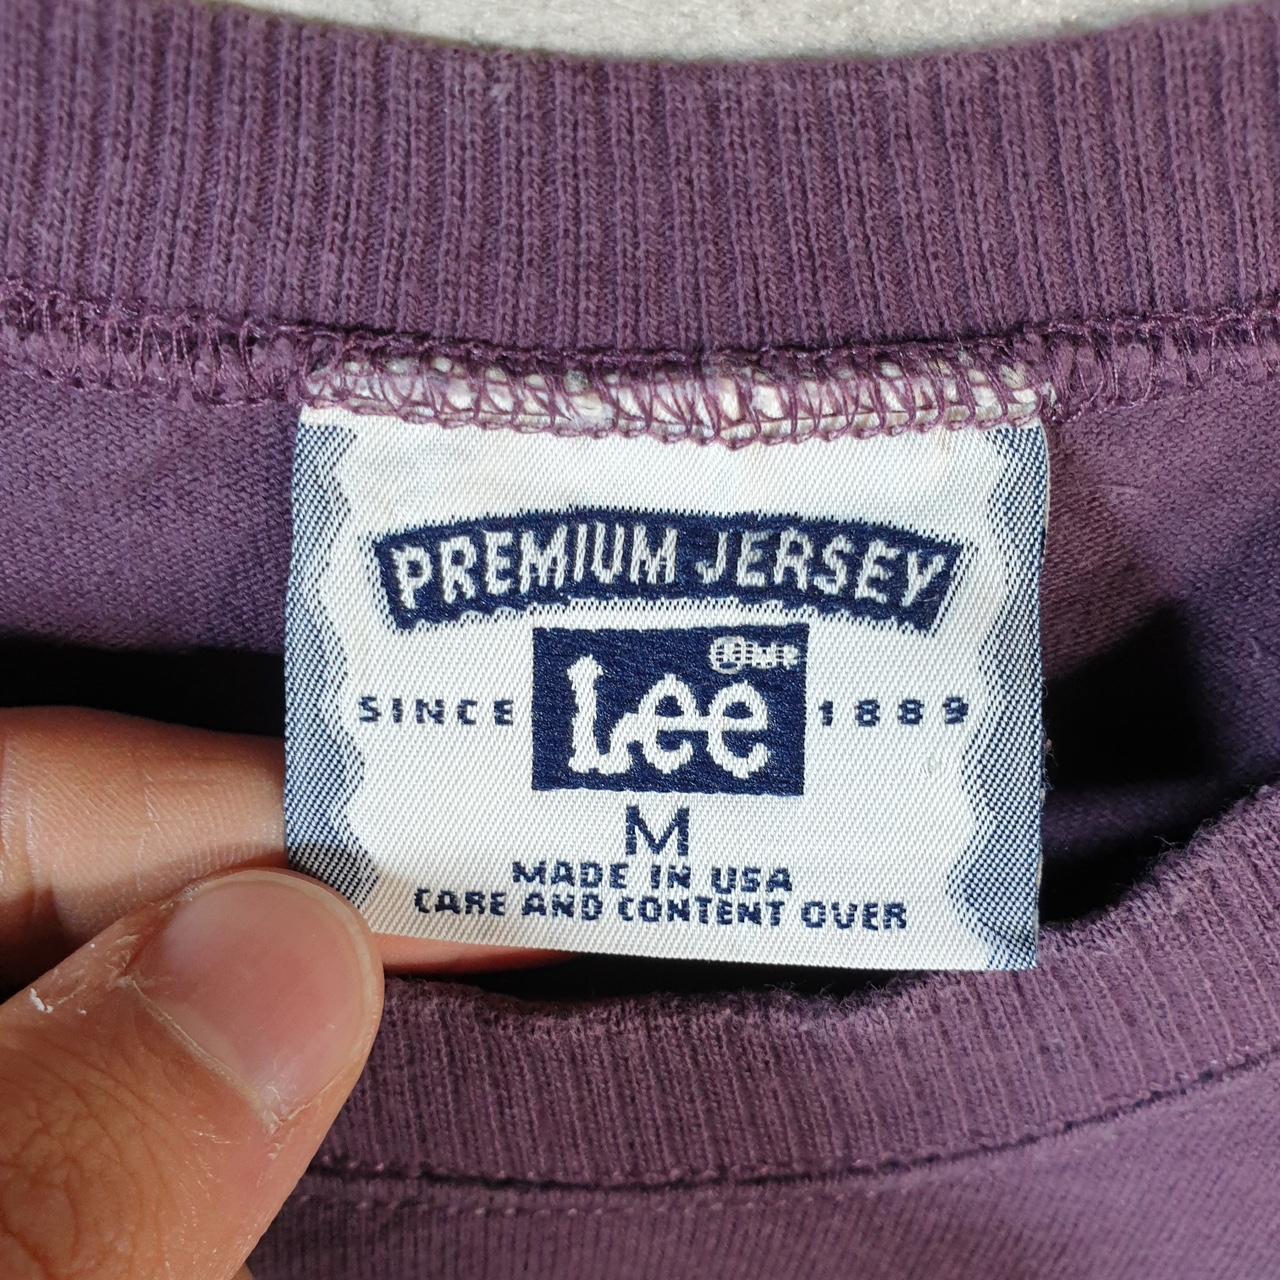 PREMIUM JERSEY
SINCE Lee 1889
M
MADE IN USA
CARE AND CONTENT OVER